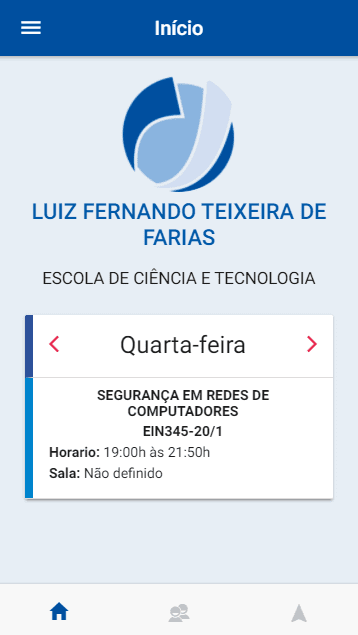 Início
LUIZ FERNANDO TEIXEIRA DE
FARIAS
ESCOLA DE CIÊNCIA E TECNOLOGIA
Quarta-feira
SEGURANÇA EM REDES DE
COMPUTADORES
EIN345-20/1
Horario: 19:00h às 21:50h
Sala: Não definido